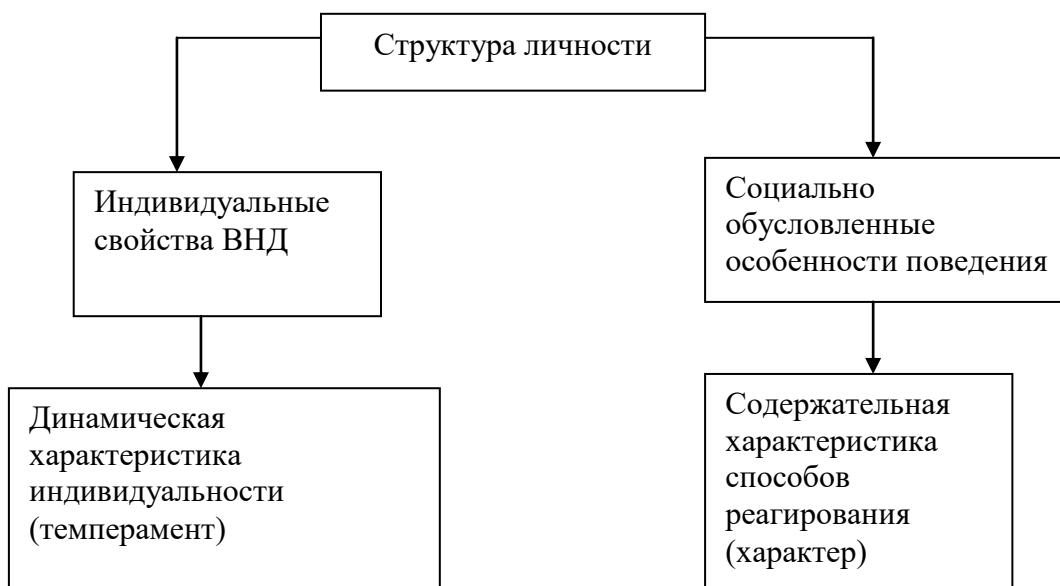 Структура личности
Индивидуальные
свойства ВНД
Социально
обусловленные
особенности поведения
Динамическая
характеристика
индивидуальности
(темперамент)
Содержательная
характеристика
способов
реагирования
(характер)